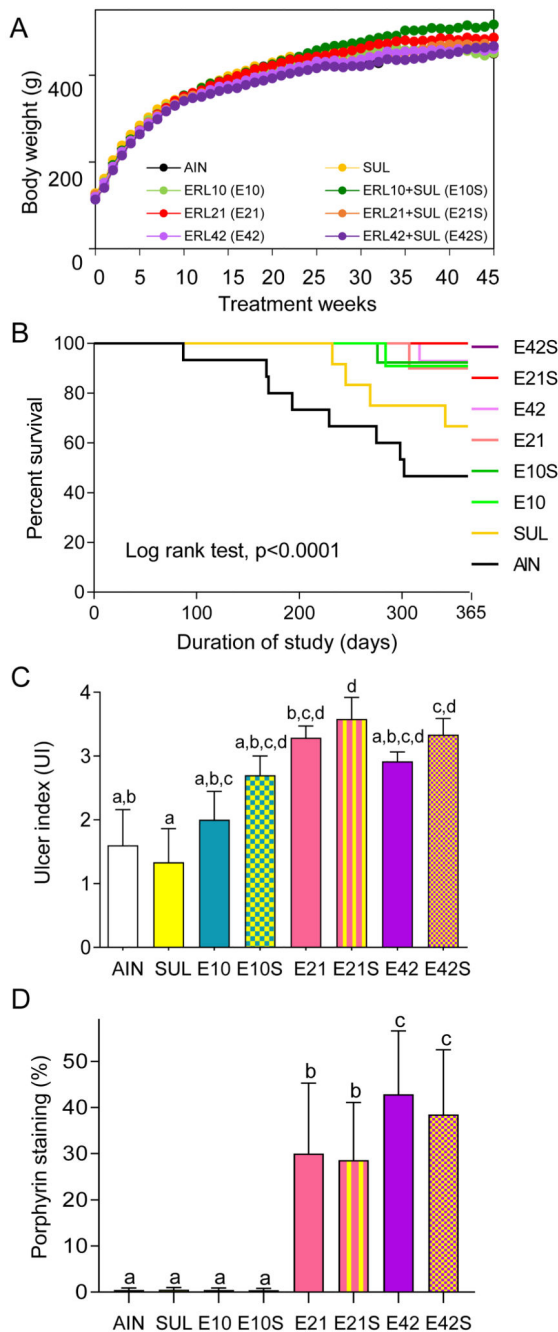 A
Body weight (g)
400
200
0
AIN
SUL
ERL10 (E10)
ERL10+SUL (E10S)
ERL21 (E21)
ERL21+SUL (E21S)
ERL42 (E42)
ERL42+SUL (E42S)
0 5 10 15 20 25 30 35 40 45
Treatment weeks
B
Percent survival
100
80
60
40
20
0
Log rank test, p<0.0001
E42S
E21S
E42
E21
E10S
E10
SUL
AIN
0 100 200 300 365
Duration of study (days)
C
Ulcer index (UI)
4
3
2
1
0
a,b
a
a,b,c
a,b,c,d
b,c,d
d
a,b,c,d
c,d
AIN SUL E10 E10S E21 E21S E42 E42S
D
Porphyrin staining (%)
50
40
30
20
10
0
a a a a b b c c
AIN SUL E10 E10S E21 E21S E42 E42S